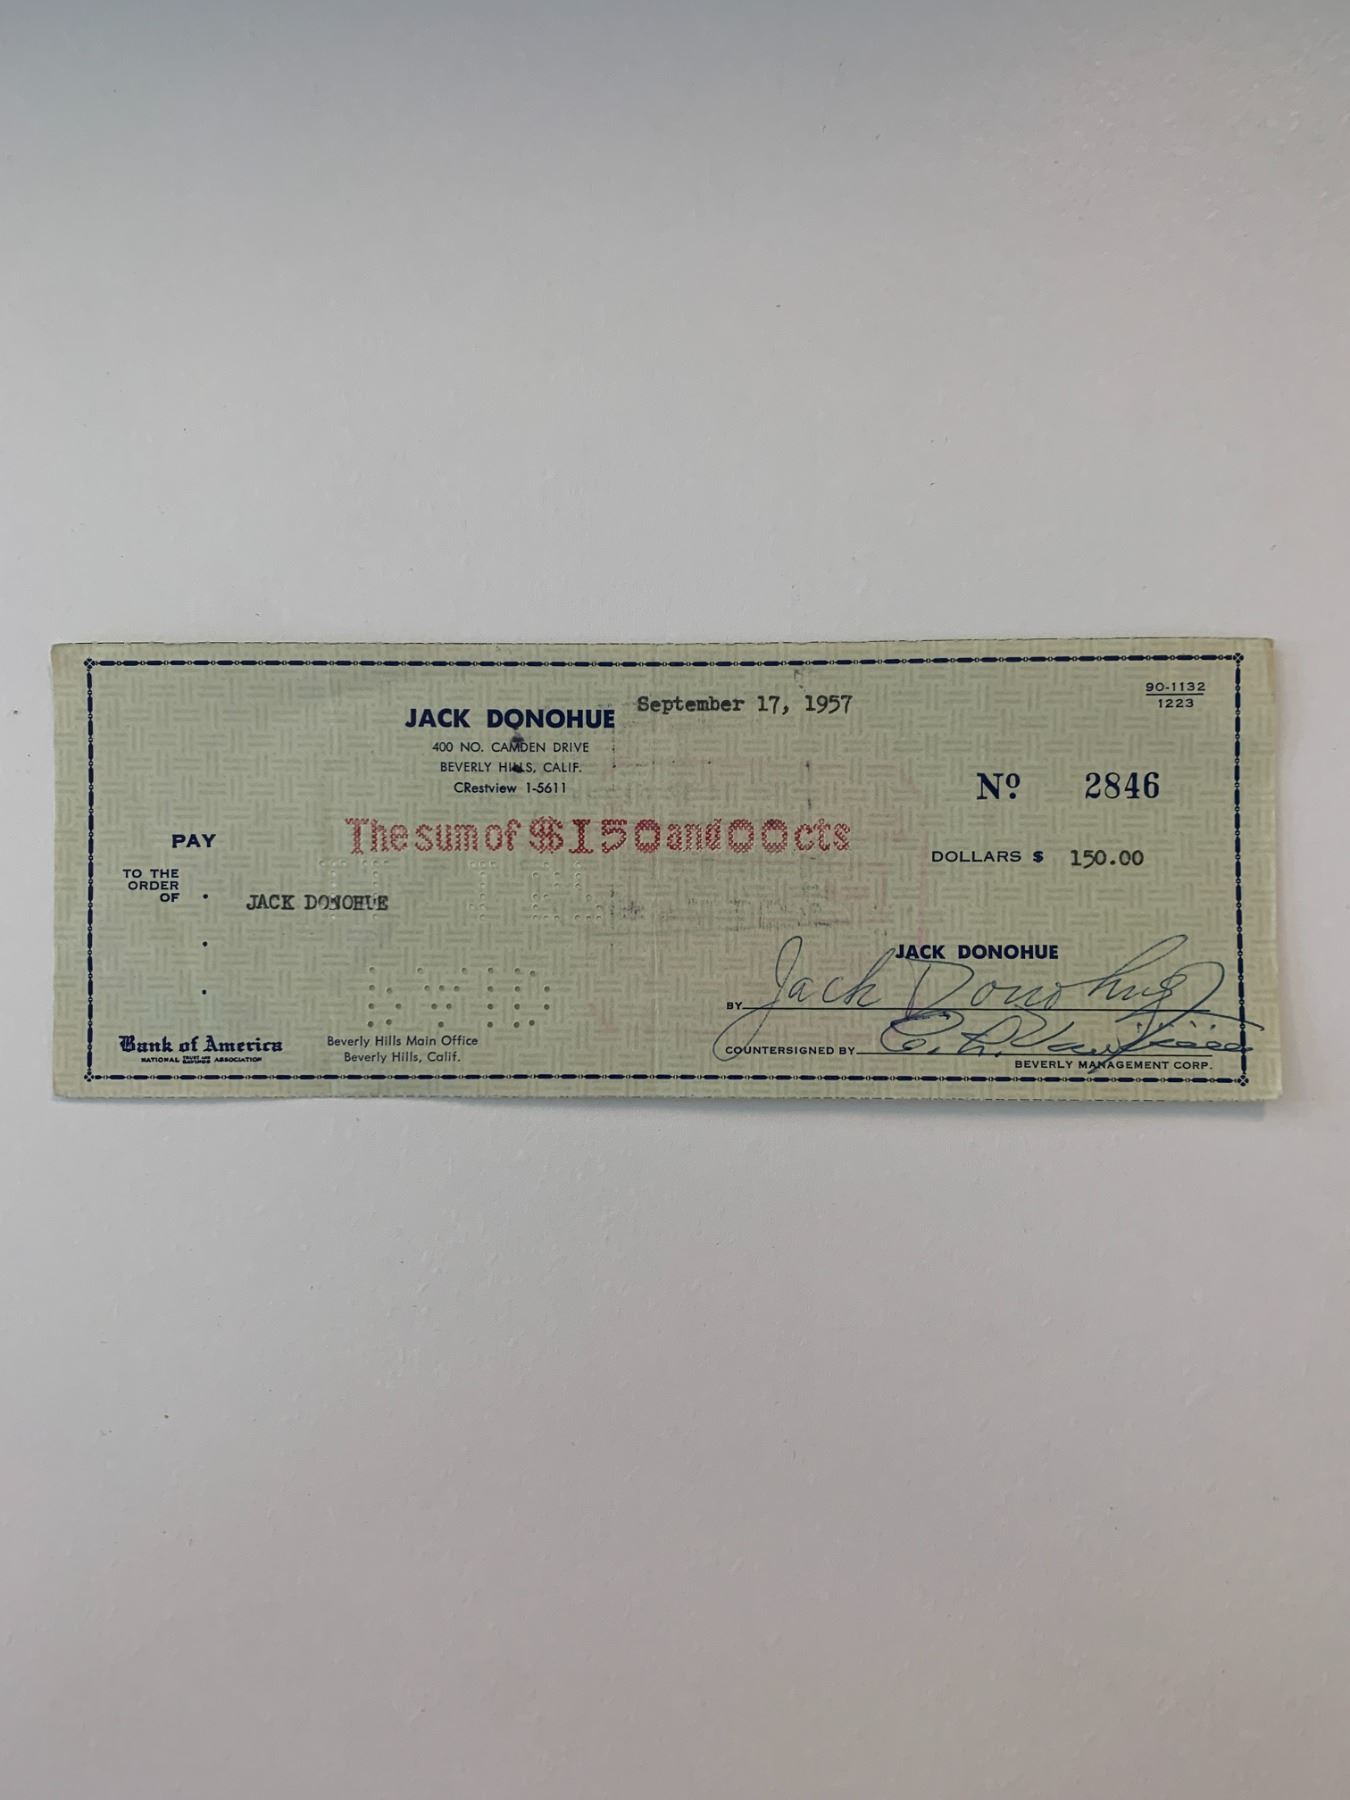 September 17, 1957
90-1132
1223
JACK DONOHUE
400 NO. CAMDEN DRIVE
BEVERLY HILLS, CALIF.
CRestview 1-5611
Nº 2846
PAY
The sum of $150 and 00 cts
DOLLARS $ 150.00
TO THE
ORDER
OF
JACK DONOHUE
JACK DONOHUE
BY Jack Donohue
Bank of America
NATIONAL TRUST AND SAVINGS ASSOCIATION
Beverly Hills Main Office
Beverly Hills, Calif.
COUNTERSIGNED BY
BEVERLY MANAGEMENT CORP.